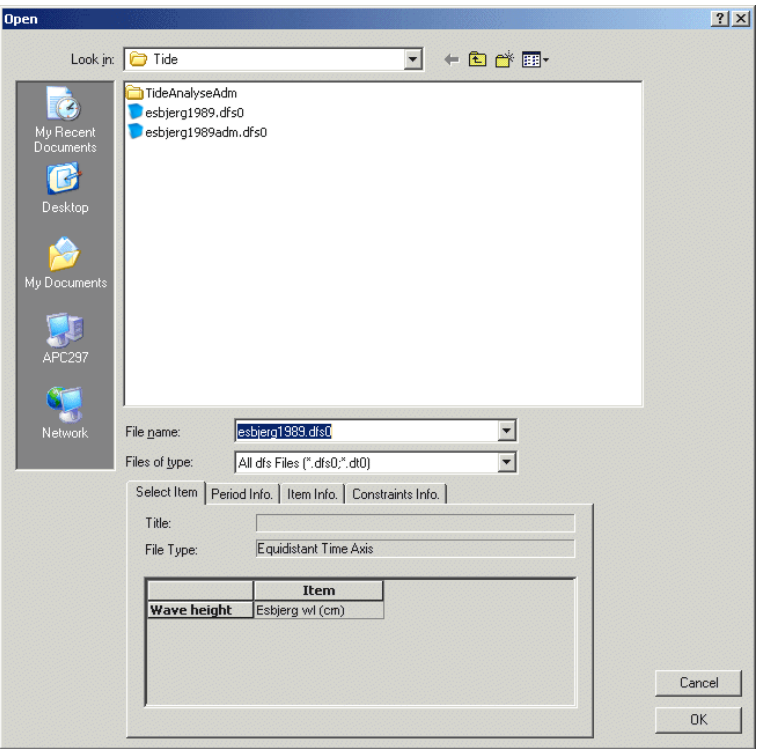 Open
Look in: Tide
TideAnalyseAdm
esbjerg1989.dfs0
esbjerg1989adm.dfs0
My Recent
Documents
Desktop
My Documents
APC297
Network
File name: esbjerg1989.dfs0
Files of type: All dfs Files (*.dfs0;*.dt0)
Select Item Period Info. Item Info. Constraints Info.
Title:
File Type: Equidistant Time Axis
Item
Wave height Esbjerg wl (cm)
Cancel
OK